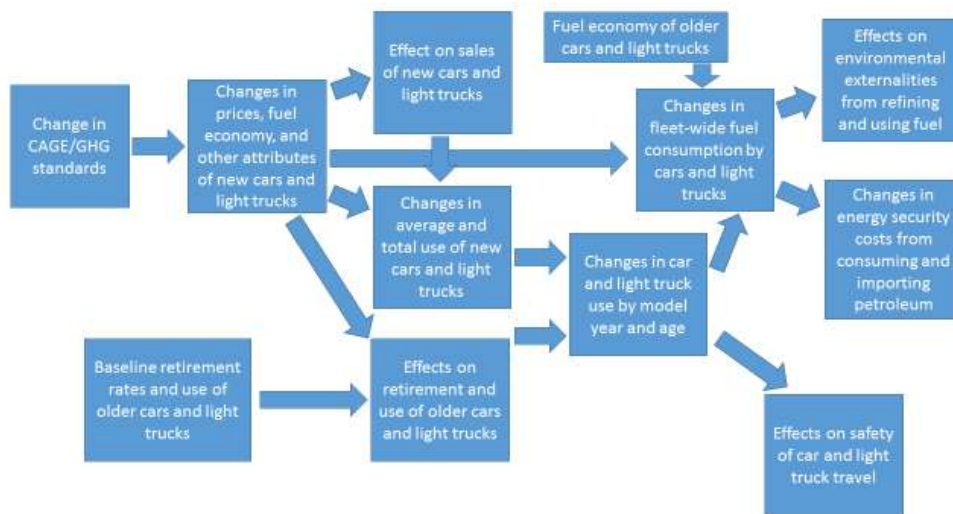 Change in
CAGE/GHG
standards
Changes in
prices, fuel
economy, and
other attributes
of new cars and
light trucks
Effect on sales
of new cars and
light trucks
Fuel economy of older
cars and light trucks
Effects on
environmental
externalities
from refining
and using fuel
Changes in
fleet-wide fuel
consumption by
cars and light
trucks
Changes in
average and
total use of new
cars and light
trucks
Changes in car
and light truck
use by model
year and age
Changes in
energy security
costs from
consuming and
importing
petroleum
Baseline retirement
rates and use of
older cars and light
trucks
Effects on
retirement and
use of older cars
and light trucks
Effects on safety
of car and light
truck travel